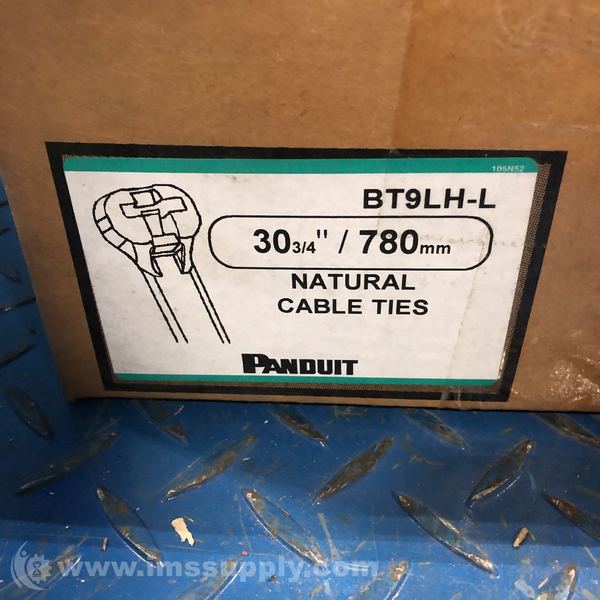 105N52
BT9LH-L
30 3/4" / 780mm
NATURAL
CABLE TIES
PANDUIT
www.imssupply.com